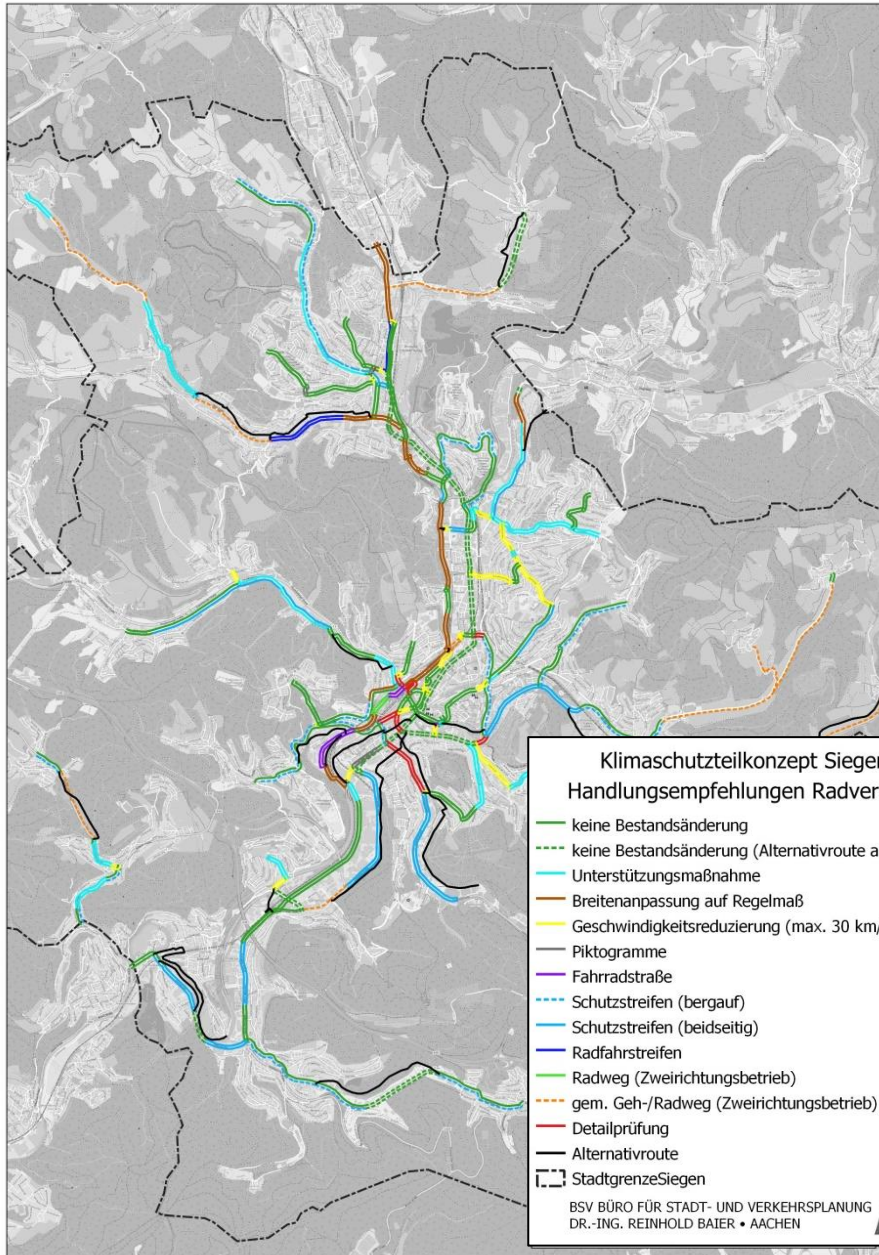 Klimaschutzteilkonzept Siegen
Handlungsempfehlungen Radver
keine Bestandsänderung
keine Bestandsänderung (Alternativroute a
Unterstützungsmaßnahme
Breitenanpassung auf Regelmaß
Geschwindigkeitsreduzierung (max. 30 km/
Piktogramme
Fahrradstraße
Schutzstreifen (bergauf)
Schutzstreifen (beidseitig)
Radfahrstreifen
Radweg (Zweirichtungsbetrieb)
gem. Geh-/Radweg (Zweirichtungsbetrieb)
Detailprüfung
Alternativroute
StadtgrenzeSiegen
BSV BÜRO FÜR STADT- UND VERKEHRSPLANUNG
DR.-ING. REINHOLD BAIER • AACHEN